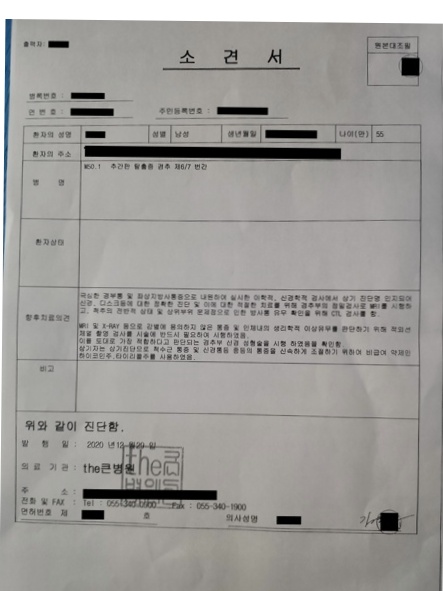 출력자:
소 견 서
원본대조필
병록번호 :
연 번 호 :
주민등록번호 :
환자의 성명
성별
남성
생년월일
나이(만) 55
환자의 주소
병 명
M50.1 추간판 탈출증 경추 제6/7 번간
환자상태
향후치료의견
극심한 경부통 및 좌상지방사통증으로 내원하여 실시한 이학적, 신경학적 검사에서 상기 진단명 인지되어
신경, 디스크등에 대한 정확한 진단 및 이에 대한 적절한 치료를 위해 경추부의 정밀검사로 MRI를 시행하
고, 척추의 전반적 상태 및 상위부위 문제점으로 인한 방사통 유무 확인을 위해 CTL 검사를 함.
MRI 및 X-RAY 등으로 감별에 용의하지 않은 통증 및 인체내의 생리학적 이상유무를 판단하기 위해 적외선
체열 촬영 검사를 시술에 반드시 필요하여 시행하였음.
이를 토대로 가장 적합하다고 판단되는 경추부 신경 성형술을 시행 하였음을 확인함.
상기자는 상기진단으로 척수근 통증 및 신경통등 종등의 통증을 신속하게 조절하기 위하여 비급여 약제인
하이코민주,타이리쥴주를 사용하였음.
비고
위와 같이 진단함.
발 행 일 : 2020 년12 월29 일
의 료 기 관 : the큰병원
주 소 :
전화 및 FAX : Tel : 055-340-0900 Fax : 055-340-1900
면허번호 제 호 의사성명